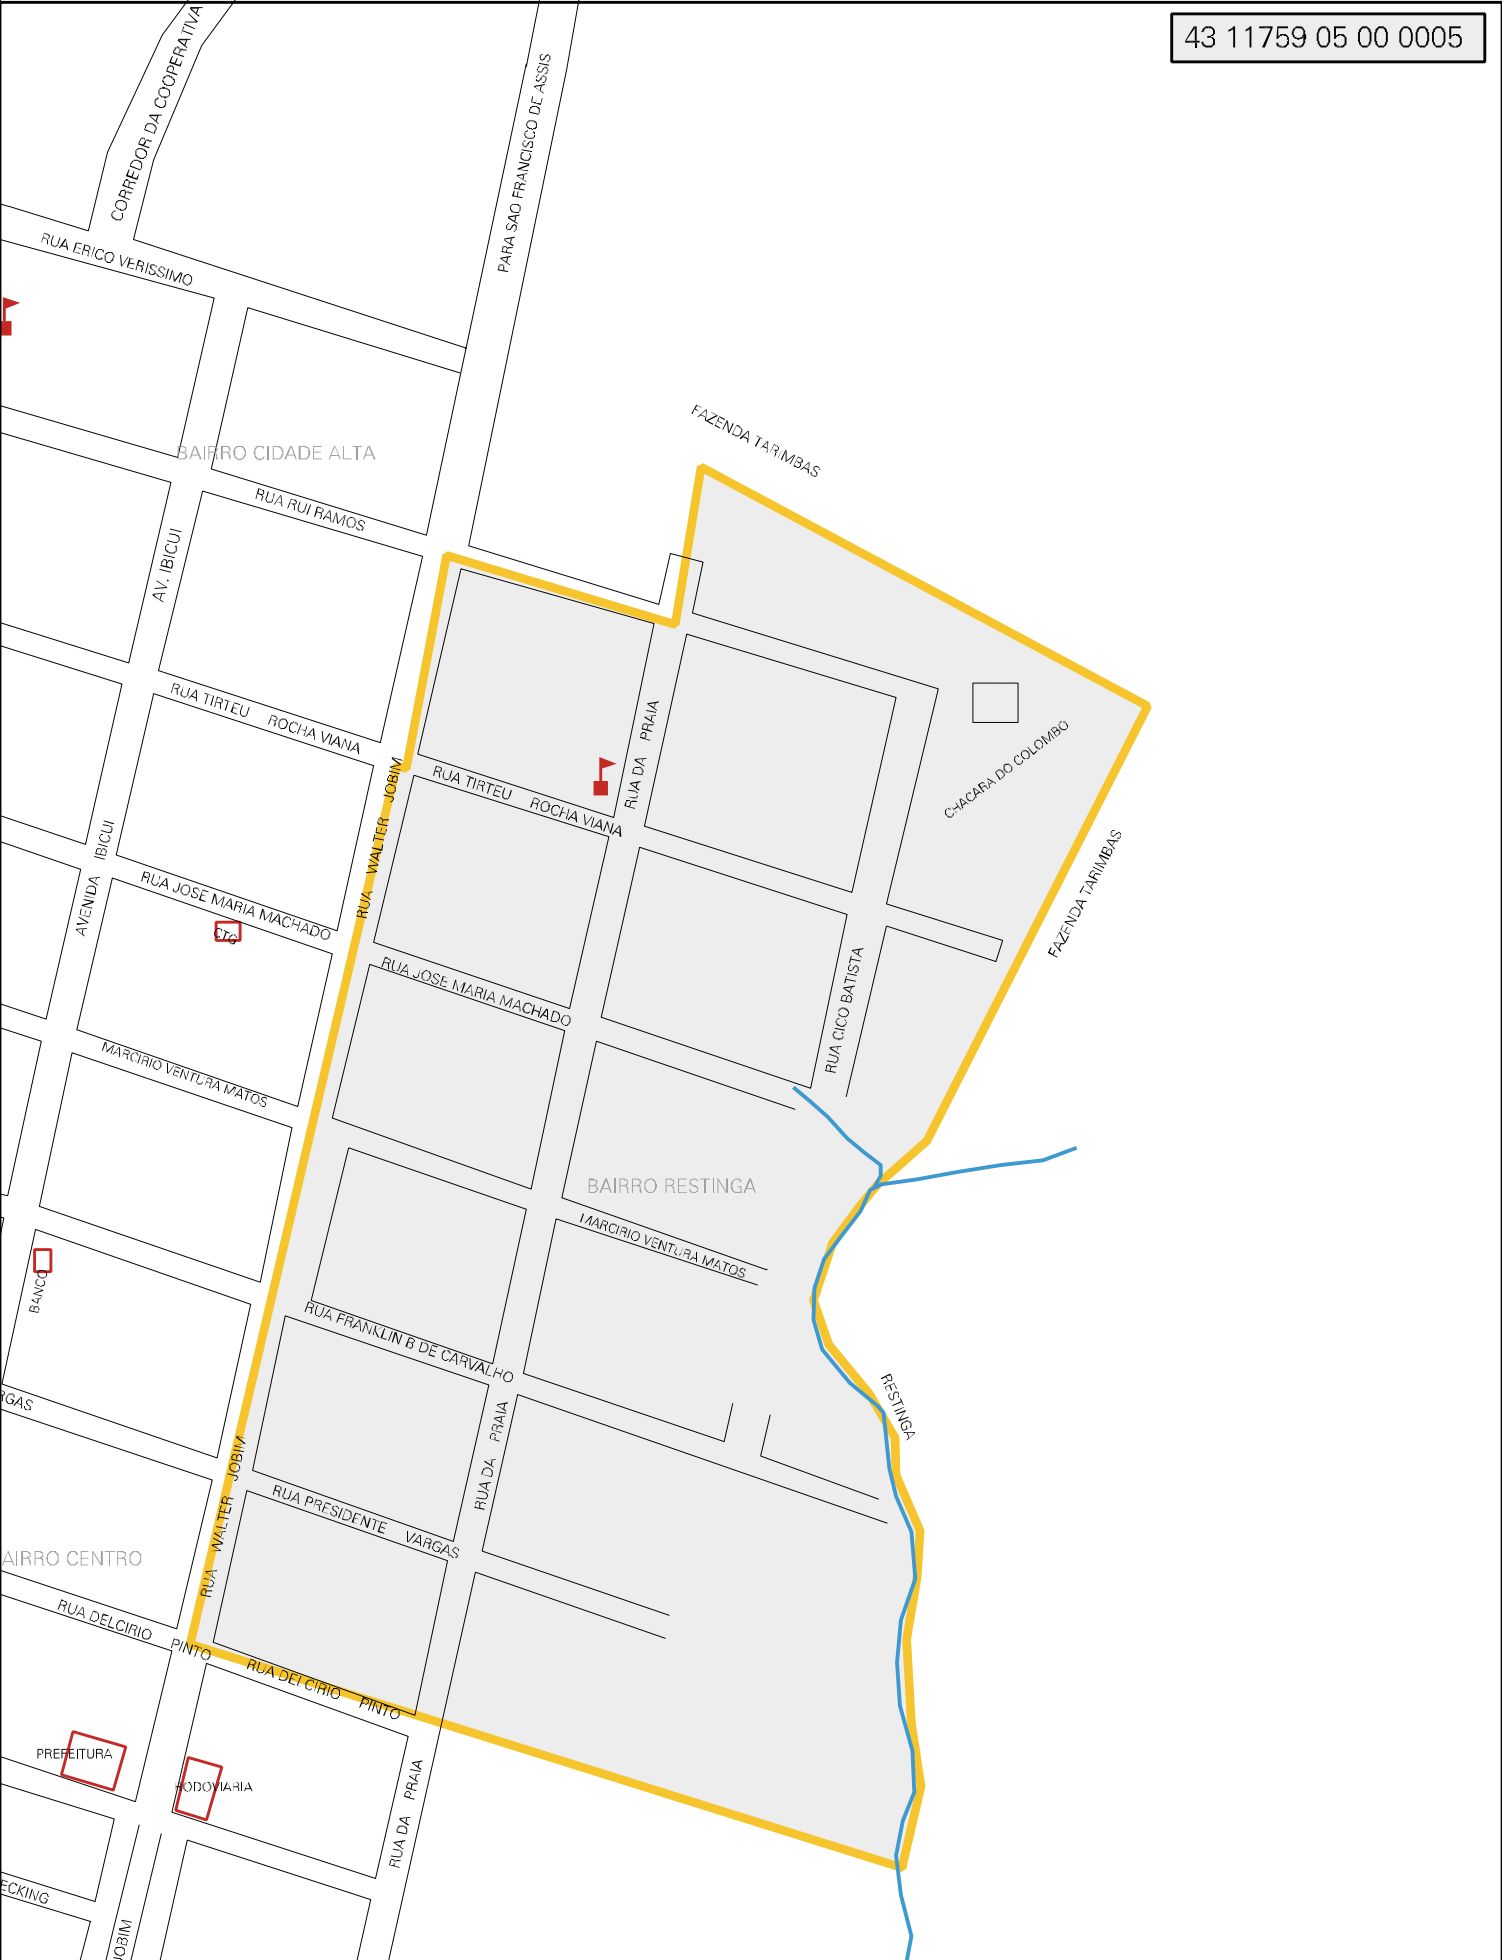 43 11759 05 00 0005
CORREDOR DA COOPERATIVA
PARA SAO FRANCISCO DE ASSIS
RUA ERICO VERISSIMO
FAZENDA TARIMBAS
BAIRRO CIDADE ALTA
RUA RUI RAMOS
AV. IBICUI
RUA TIRTEU ROCHA VIANA
RUA DA PRAIA
CHACARA DO COLOMBO
RUA TIRTEU ROCHA VIANA
RUA WALTER JOBIM
AVENIDA IBICUI
FAZENDA TARIMBAS
RUA JOSE MARIA MACHADO
CTG
RUA JOSE MARIA MACHADO
RUA CICO BATISTA
MARCIRIO VENTURA MATOS
BAIRRO RESTINGA
MARCIRIO VENTURA MATOS
BANCO
RUA FRANKLIN B DE CARVALHO
RGAS
RESTINGA
RUA DA PRAIA
RUA WALTER JOBIM
RUA PRESIDENTE VARGAS
AIRRO CENTRO
RUA DELCIRIO PINTO
RUA DELCIRIO PINTO
PREFEITURA
RODOVIARIA
RUA DA PRAIA
ECKING
JOBIM